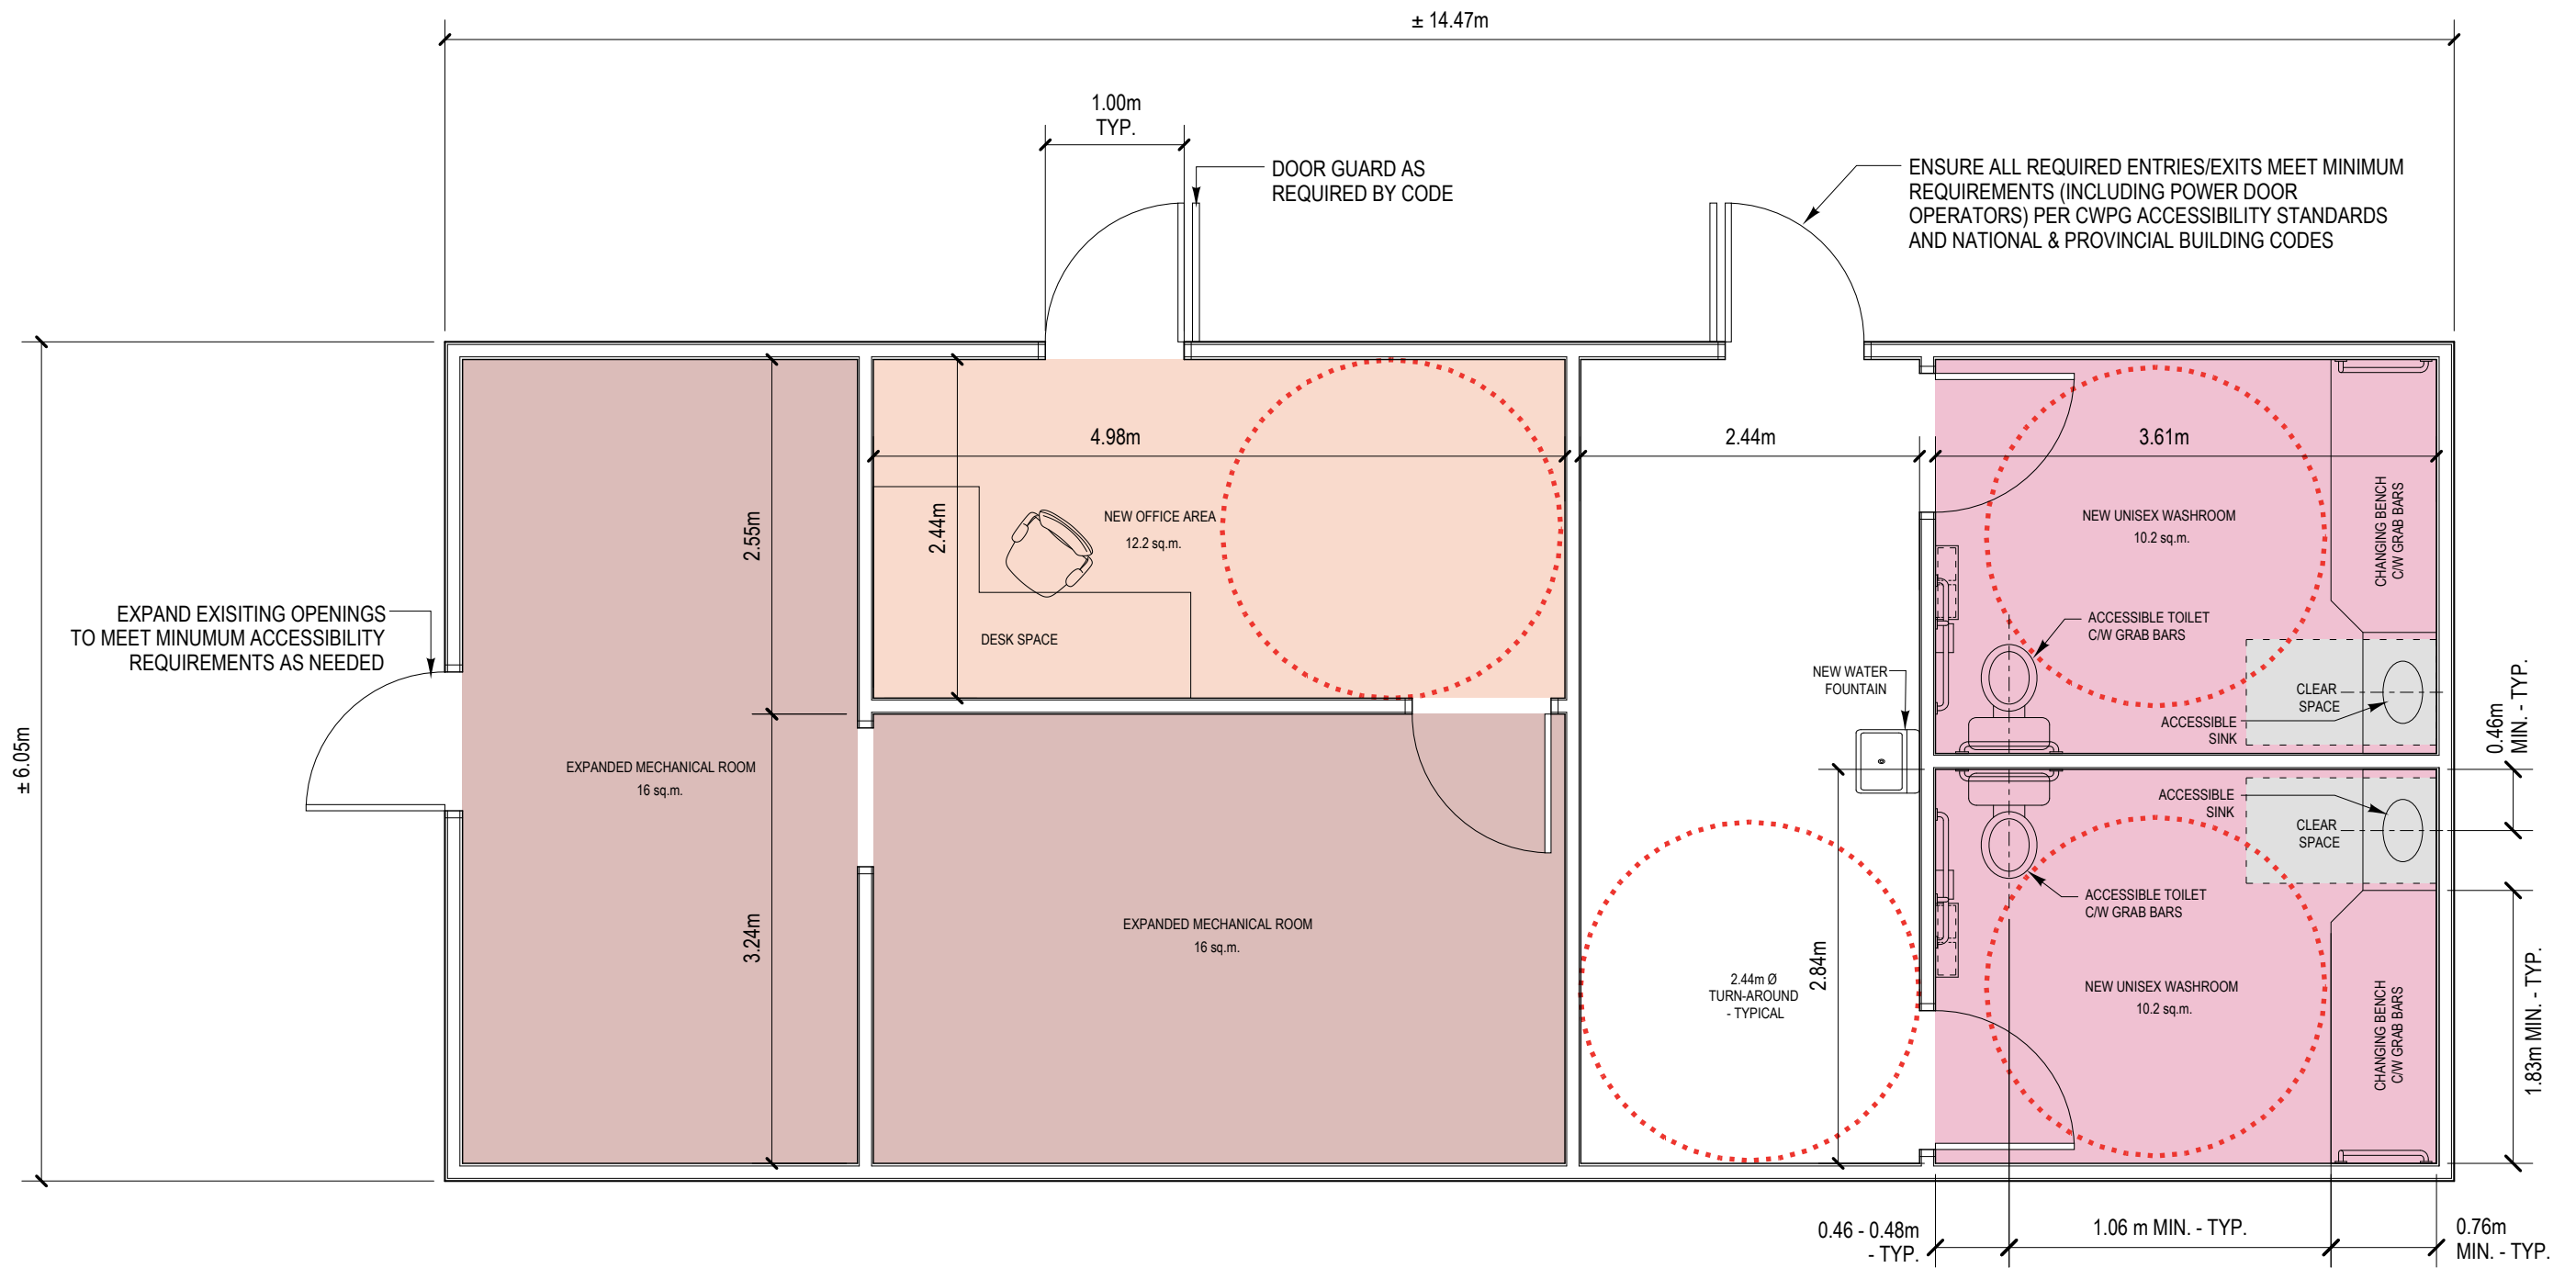 ± 14.47m
1.00m
TYP.
DOOR GUARD AS
REQUIRED BY CODE
ENSURE ALL REQUIRED ENTRIES/EXITS MEET MINIMUM
REQUIREMENTS (INCLUDING POWER DOOR
OPERATORS) PER CWPG ACCESSIBILITY STANDARDS
AND NATIONAL & PROVINCIAL BUILDING CODES
4.98m
2.44m
3.61m
2.55m
2.44m
NEW OFFICE AREA
12.2 sq.m.
DESK SPACE
NEW UNISEX WASHROOM
10.2 sq.m.
CHANGING BENCH
C/W GRAB BARS
EXPAND EXISITING OPENINGS
TO MEET MINUMUM ACCESSIBILITY
REQUIREMENTS AS NEEDED
ACCESSIBLE TOILET
C/W GRAB BARS
NEW WATER
FOUNTAIN
CLEAR
SPACE
ACCESSIBLE
SINK
0.46m
MIN. - TYP.
± 6.05m
EXPANDED MECHANICAL ROOM
16 sq.m.
ACCESSIBLE
SINK
CLEAR
SPACE
ACCESSIBLE TOILET
C/W GRAB BARS
3.24m
EXPANDED MECHANICAL ROOM
16 sq.m.
2.44m Ø
TURN-AROUND
- TYPICAL
2.84m
NEW UNISEX WASHROOM
10.2 sq.m.
CHANGING BENCH
C/W GRAB BARS
1.83m MIN. - TYP.
0.46 - 0.48m
- TYP.
1.06 m MIN. - TYP.
0.76m
MIN. - TYP.